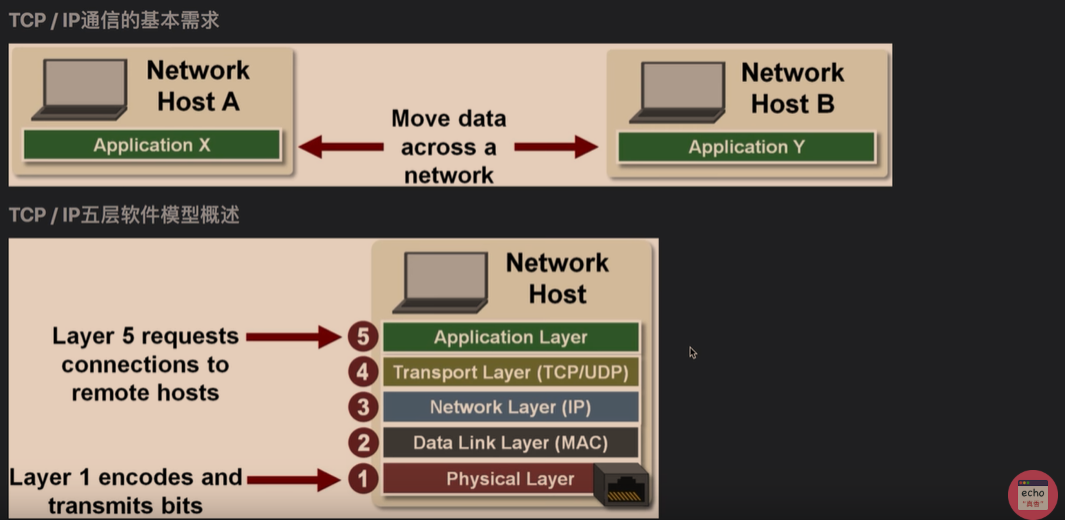 TCP / IP通信的基本需求
Network
Host A
Application X
Move data
across a
network
Network
Host B
Application Y
TCP / IP五层软件模型概述
Network
Host
Layer 5 requests
connections to
remote hosts
5 Application Layer
4 Transport Layer (TCP/UDP)
3 Network Layer (IP)
2 Data Link Layer (MAC)
Layer 1 encodes and
transmits bits
1 Physical Layer
echo